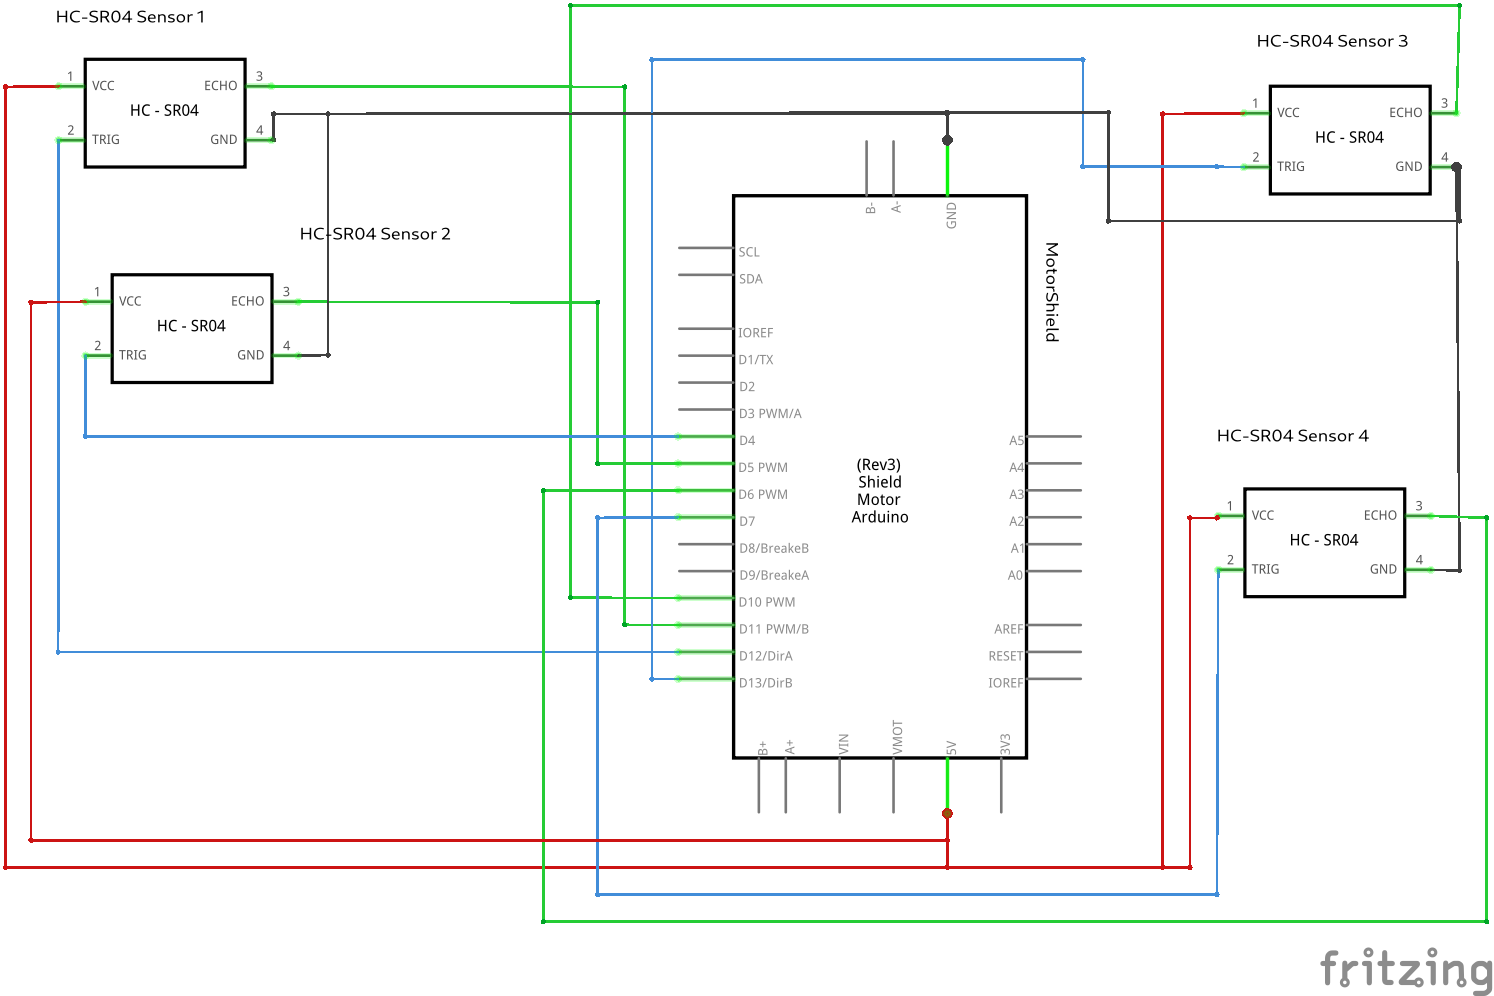 HC-SR04 Sensor 1
1 VCC ECHO 3
HC - SR04
2 TRIG GND 4
HC-SR04 Sensor 2
1 VCC ECHO 3
HC - SR04
2 TRIG GND 4
HC-SR04 Sensor 3
1 VCC ECHO 3
HC - SR04
2 TRIG GND 4
HC-SR04 Sensor 4
1 VCC ECHO 3
HC - SR04
2 TRIG GND 4
MotorShield
B-
A-
GND
SCL
SDA
IOREF
D1/TX
D2
D3 PWM/A
D4
D5 PWM
D6 PWM
D7
D8/BreakeB
D9/BreakeA
D10 PWM
D11 PWM/B
D12/DirA
D13/DirB
(Rev3)
Shield
Motor
Arduino
A5
A4
A3
A2
A1
A0
AREF
RESET
IOREF
B+
A+
VIN
VMOT
5V
3V3
fritzing